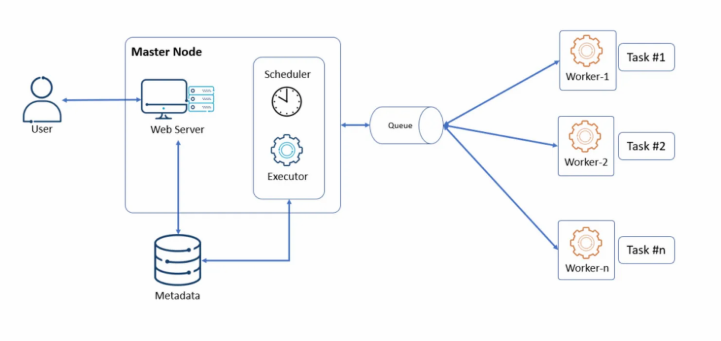 Master Node
User
Web Server
Scheduler
Executor
Metadata
Queue
Worker-1
Task #1
Worker-2
Task #2
Worker-n
Task #n